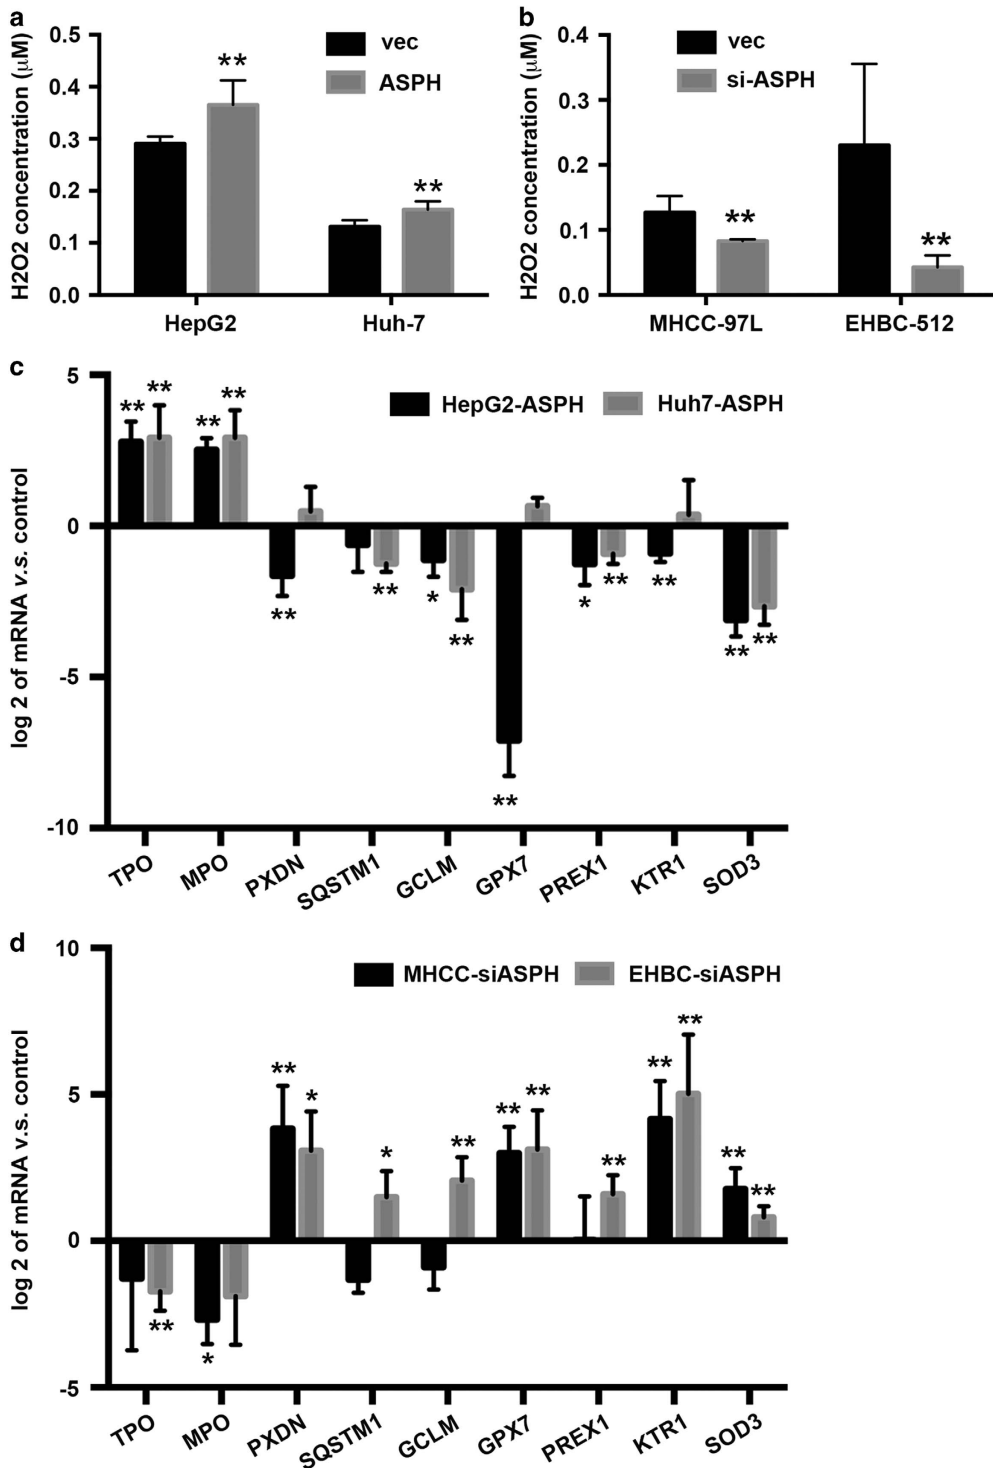 a
0.5
0.4
0.3
0.2
0.1
0.0
H2O2 concentration (μM)
vec
ASPH
**
**
HepG2
Huh-7
b
0.4
0.3
0.2
0.1
0.0
H2O2 concentration (μM)
vec
si-ASPH
**
**
MHCC-97L
EHBC-512
c
5
0
-5
-10
log 2 of mRNA v.s. control
HepG2-ASPH
Huh7-ASPH
** ** ** **
** ** * ** ** * ** ** ** **
TPO
MPO
PXDN
SQSTM1
GCLM
GPX7
PREX1
KTR1
SOD3
d
10
5
0
-5
log 2 of mRNA v.s. control
MHCC-siASPH
EHBC-siASPH
** * * ** ** ** ** ** ** ** **
** *
TPO
MPO
PXDN
SQSTM1
GCLM
GPX7
PREX1
KTR1
SOD3